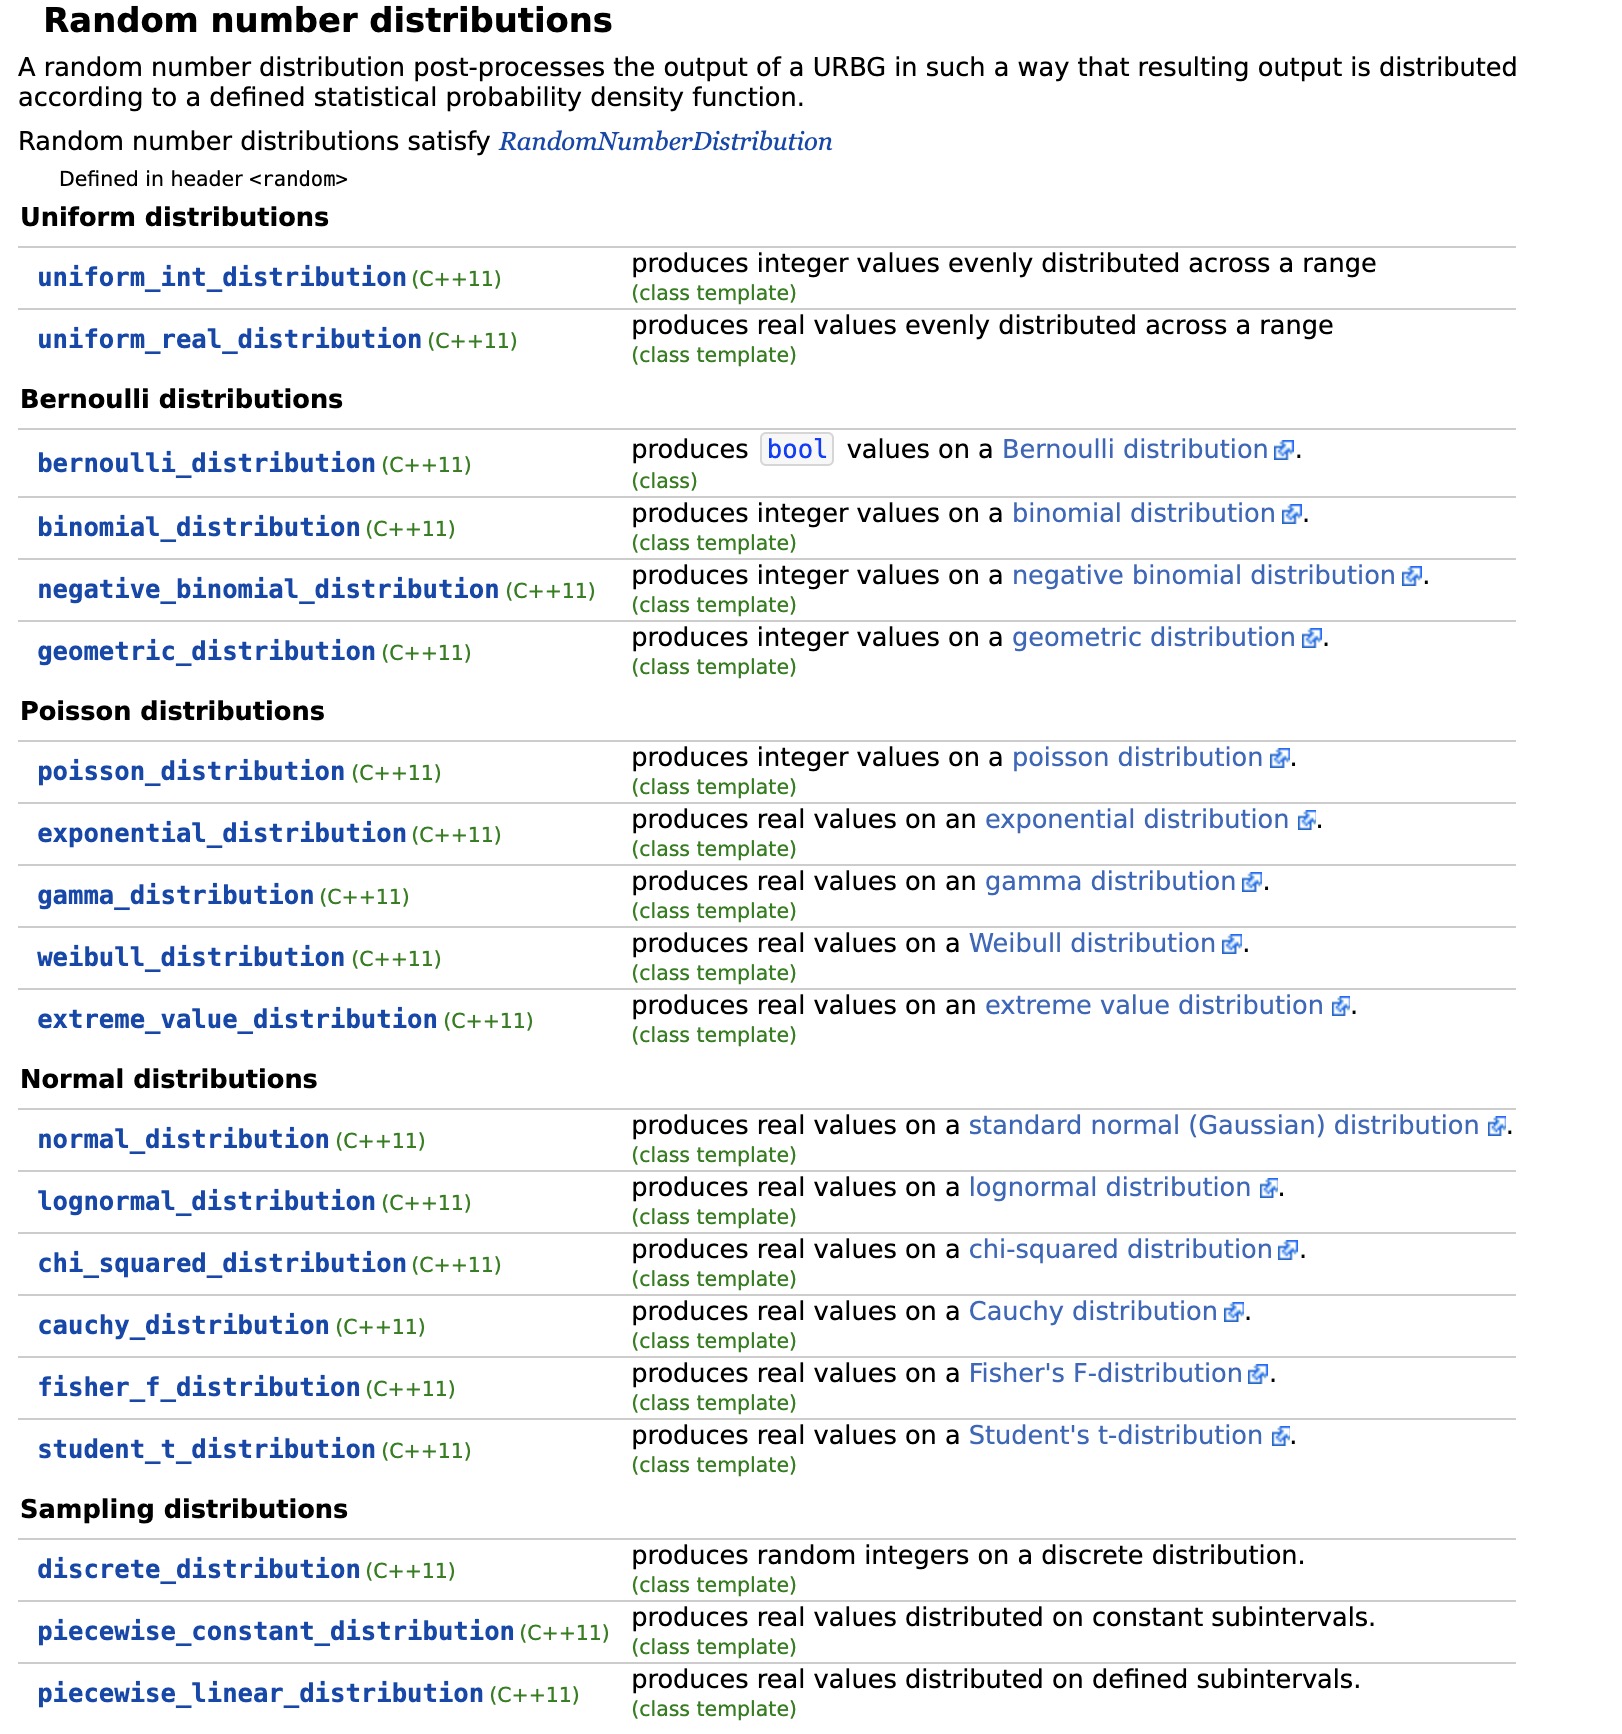 Random number distributions
A random number distribution post-processes the output of a URBG in such a way that resulting output is distributed
according to a defined statistical probability density function.
Random number distributions satisfy RandomNumberDistribution
Defined in header <random>
Uniform distributions
uniform_int_distribution (C++11) produces integer values evenly distributed across a range
(class template)
uniform_real_distribution (C++11) produces real values evenly distributed across a range
(class template)
Bernoulli distributions
bernoulli_distribution (C++11) produces bool values on a Bernoulli distribution.
(class)
binomial_distribution (C++11) produces integer values on a binomial distribution.
(class template)
negative_binomial_distribution (C++11) produces integer values on a negative binomial distribution.
(class template)
geometric_distribution (C++11) produces integer values on a geometric distribution.
(class template)
Poisson distributions
poisson_distribution (C++11) produces integer values on a poisson distribution.
(class template)
exponential_distribution (C++11) produces real values on an exponential distribution.
(class template)
gamma_distribution (C++11) produces real values on an gamma distribution.
(class template)
weibull_distribution (C++11) produces real values on a Weibull distribution.
(class template)
extreme_value_distribution (C++11) produces real values on an extreme value distribution.
(class template)
Normal distributions
normal_distribution (C++11) produces real values on a standard normal (Gaussian) distribution.
(class template)
lognormal_distribution (C++11) produces real values on a lognormal distribution.
(class template)
chi_squared_distribution (C++11) produces real values on a chi-squared distribution.
(class template)
cauchy_distribution (C++11) produces real values on a Cauchy distribution.
(class template)
fisher_f_distribution (C++11) produces real values on a Fisher's F-distribution.
(class template)
student_t_distribution (C++11) produces real values on a Student's t-distribution.
(class template)
Sampling distributions
discrete_distribution (C++11) produces random integers on a discrete distribution.
(class template)
piecewise_constant_distribution (C++11) produces real values distributed on constant subintervals.
(class template)
piecewise_linear_distribution (C++11) produces real values distributed on defined subintervals.
(class template)